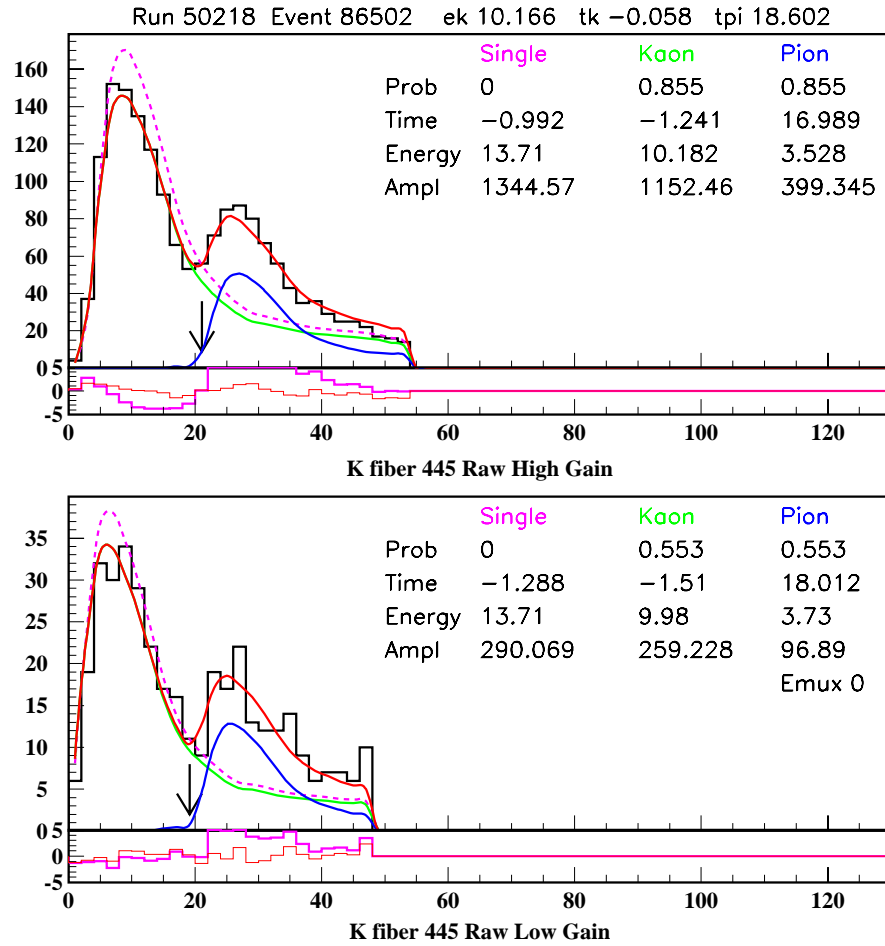 Run 50218 Event 86502 ek 10.166 tk −0.058 tpi 18.602
Single Kaon Pion
Prob 0 0.855 0.855
Time −0.992 −1.241 16.989
Energy 13.71 10.182 3.528
Ampl 1344.57 1152.46 399.345
160
140
120
100
80
60
40
20
0 5
0
-5
0 20 40 60 80 100 120
K fiber 445 Raw High Gain
Single Kaon Pion
Prob 0 0.553 0.553
Time −1.288 −1.51 18.012
Energy 13.71 9.98 3.73
Ampl 290.069 259.228 96.89
Emux 0
35
30
25
20
15
10
5
0 5
0
-5
0 20 40 60 80 100 120
K fiber 445 Raw Low Gain